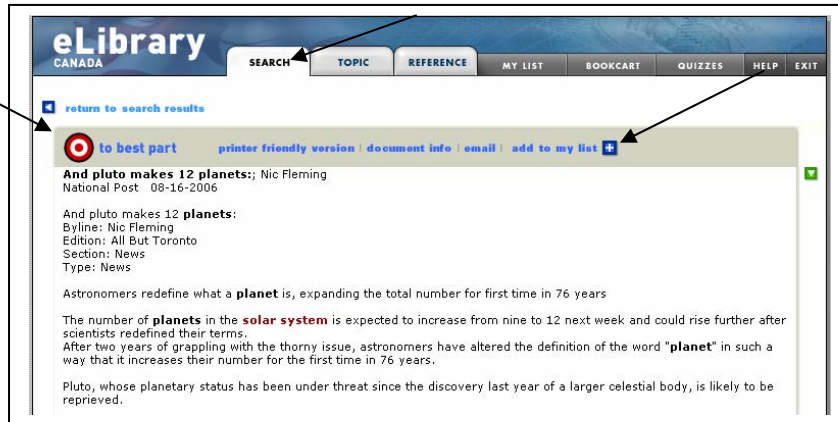 eLibrary
CANADA
SEARCH TOPIC REFERENCE MY LIST BOOKCART QUIZZES HELP EXIT
return to search results
to best part printer friendly version | document info | email | add to my list
And pluto makes 12 planets:; Nic Fleming
National Post 08-16-2006
And pluto makes 12 planets:
Byline: Nic Fleming
Edition: All But Toronto
Section: News
Type: News
Astronomers redefine what a planet is, expanding the total number for first time in 76 years
The number of planets in the solar system is expected to increase from nine to 12 next week and could rise further after
scientists redefined their terms.
After two years of grappling with the thorny issue, astronomers have altered the definition of the word "planet" in such a
way that it increases their number for the first time in 76 years.
Pluto, whose planetary status has been under threat since the discovery last year of a larger celestial body, is likely to be
reprieved.